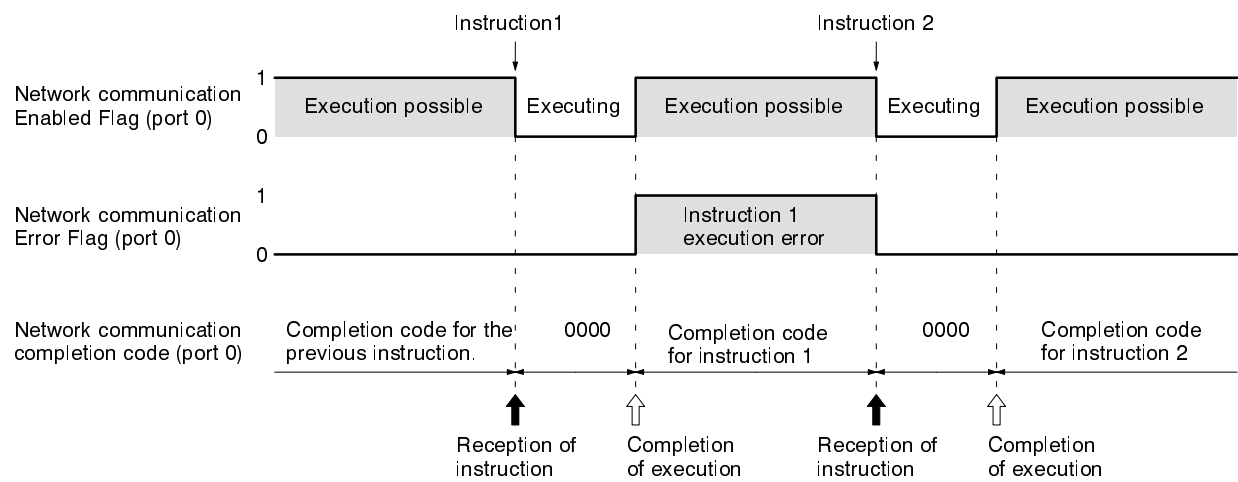 Instruction1
Instruction 2
Network communication
Enabled Flag (port 0)
1
0
Execution possible
Executing
Execution possible
Executing
Execution possible
Network communication
Error Flag (port 0)
1
0
Instruction 1
execution error
Network communication
completion code (port 0)
Completion code for the
previous instruction.
0000
Completion code
for instruction 1
0000
Completion code
for instruction 2
Reception of
instruction
Completion
of execution
Reception of
instruction
Completion
of execution